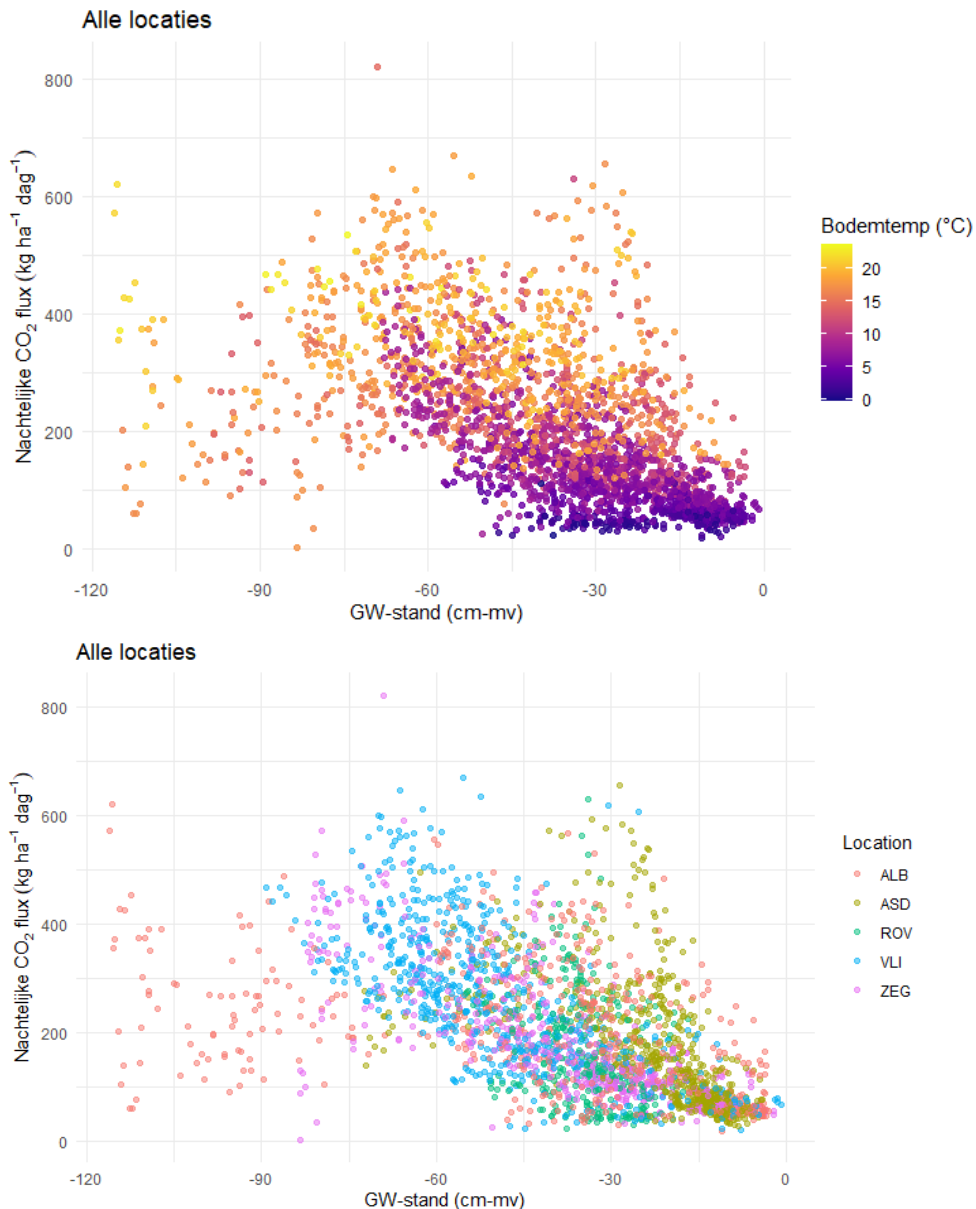 Alle locaties
800
600
400
200
0
-120
-90
-60
-30
0
Nachtelijke CO₂ flux (kg ha⁻¹ dag⁻¹)
GW-stand (cm-mv)
Bodemtemp (°C)
20
15
10
5
0
Alle locaties
800
600
400
200
0
-120
-90
-60
-30
0
Nachtelijke CO₂ flux (kg ha⁻¹ dag⁻¹)
GW-stand (cm-mv)
Location
ALB
ASD
ROV
VLI
ZEG